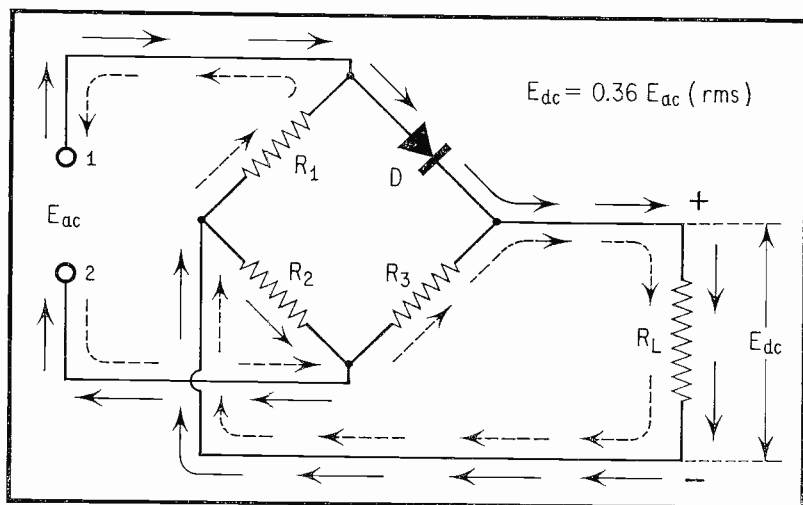 E_dc = 0.36 E_ac (rms)
1
R_1
D
+
E_ac
2
R_2
R_3
R_L
E_dc
-